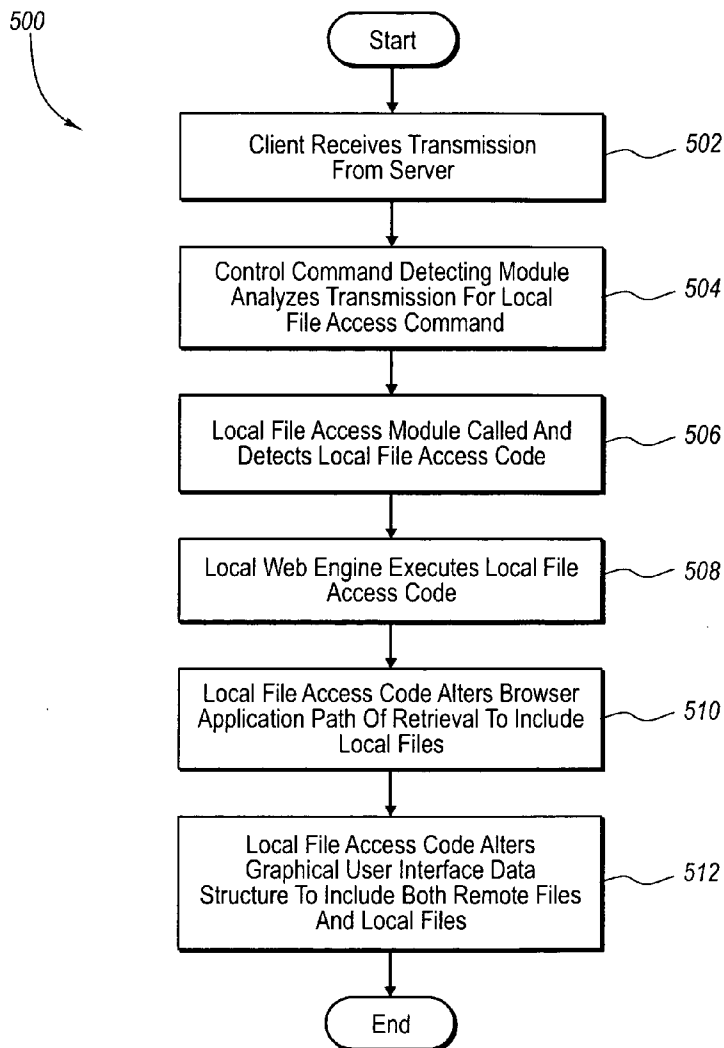 500
Start
Client Receives Transmission
From Server
502
Control Command Detecting Module
Analyzes Transmission For Local
File Access Command
504
Local File Access Module Called And
Detects Local File Access Code
506
Local Web Engine Executes Local File
Access Code
508
Local File Access Code Alters Browser
Application Path Of Retrieval To Include
Local Files
510
Local File Access Code Alters
Graphical User Interface Data
Structure To Include Both Remote Files
And Local Files
512
End